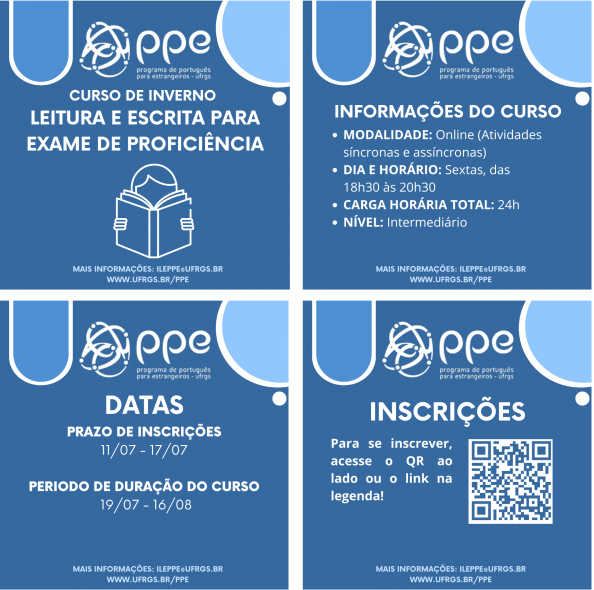 ppe
programa de português
para estrangeiros - ufrgs
CURSO DE INVERNO
LEITURA E ESCRITA PARA
EXAME DE PROFICIÊNCIA
MAIS INFORMAÇÕES: ILEPPE@UFRGS.BR
WWW.UFRGS.BR/PPE
ppe
programa de português
para estrangeiros - ufrgs
INFORMAÇÕES DO CURSO
• MODALIDADE: Online (Atividades
síncronas e assíncronas)
• DIA E HORÁRIO: Sextas, das
18h30 às 20h30
• CARGA HORÁRIA TOTAL: 24h
• NÍVEL: Intermediário
MAIS INFORMAÇÕES: ILEPPE@UFRGS.BR
WWW.UFRGS.BR/PPE
ppe
programa de português
para estrangeiros - ufrgs
DATAS
PRAZO DE INSCRIÇÕES
11/07 - 17/07
PERIODO DE DURAÇÃO DO CURSO
19/07 - 16/08
MAIS INFORMAÇÕES: ILEPPE@UFRGS.BR
WWW.UFRGS.BR/PPE
ppe
programa de português
para estrangeiros - ufrgs
INSCRIÇÕES
Para se inscrever,
acesse o QR ao
lado ou o link na
legenda!
MAIS INFORMAÇÕES: ILEPPE@UFRGS.BR
WWW.UFRGS.BR/PPE